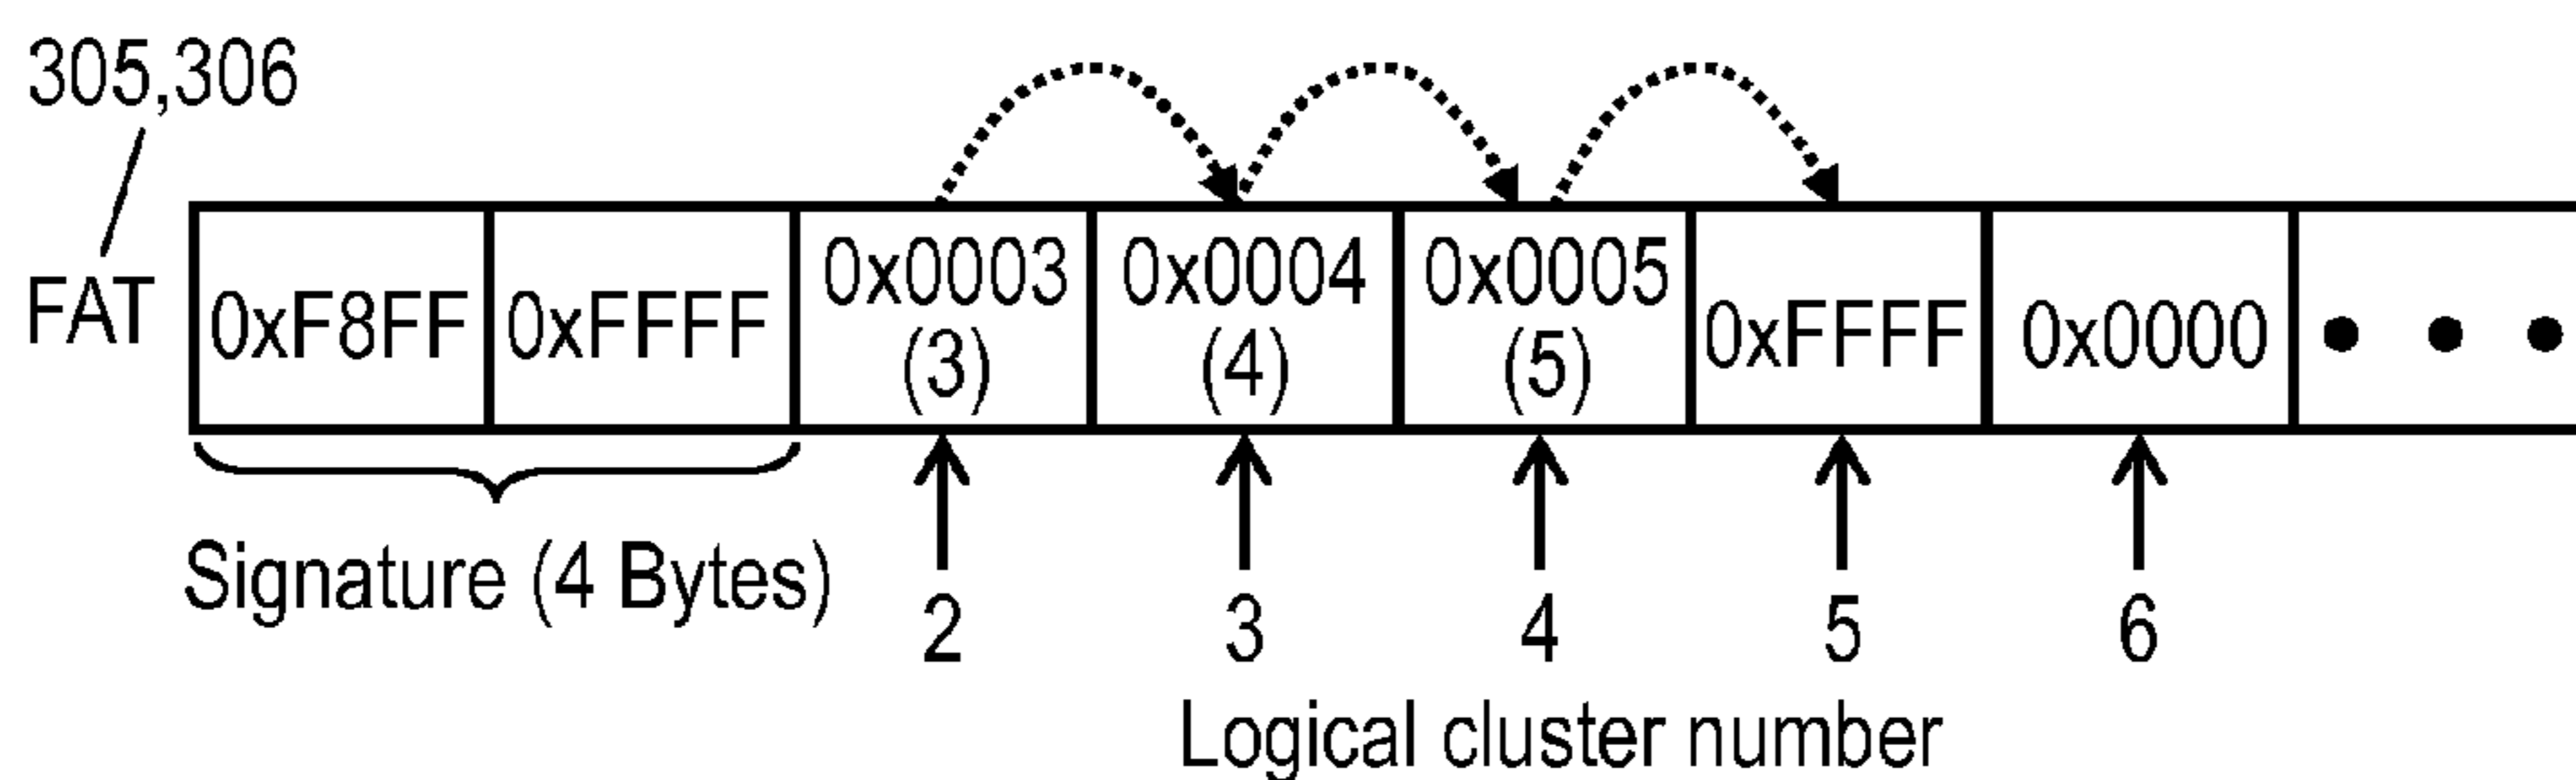 305,306
FAT
0xF8FF 0xFFFF 0x0003 0x0004 0x0005 0xFFFF 0x0000 • • •
(3) (4) (5)
Signature (4 Bytes)
2 3 4 5 6
Logical cluster number